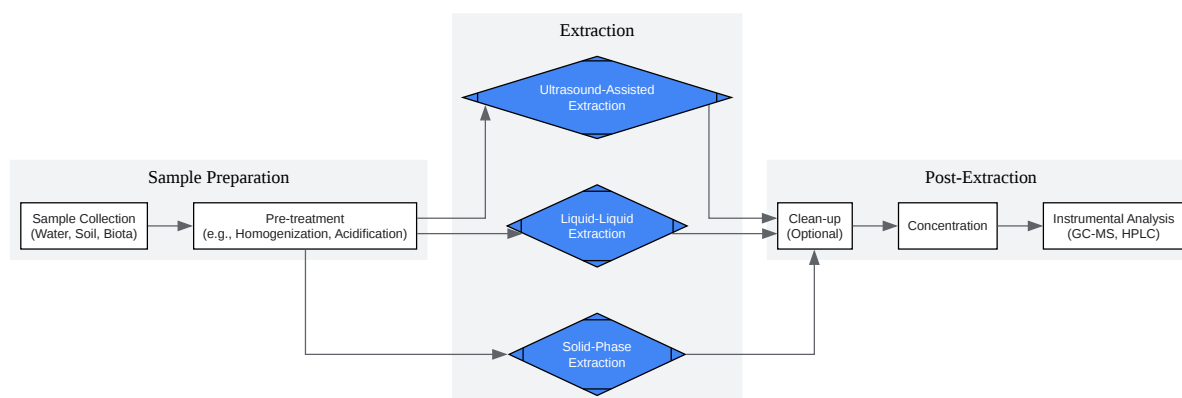 Extraction
Ultrasound-Assisted
Extraction
Sample Preparation
Sample Collection
(Water, Soil, Biota)
Pre-treatment
(e.g., Homogenization, Acidification)
Liquid-Liquid
Extraction
Solid-Phase
Extraction
Post-Extraction
Clean-up
(Optional)
Concentration
Instrumental Analysis
(GC-MS, HPLC)